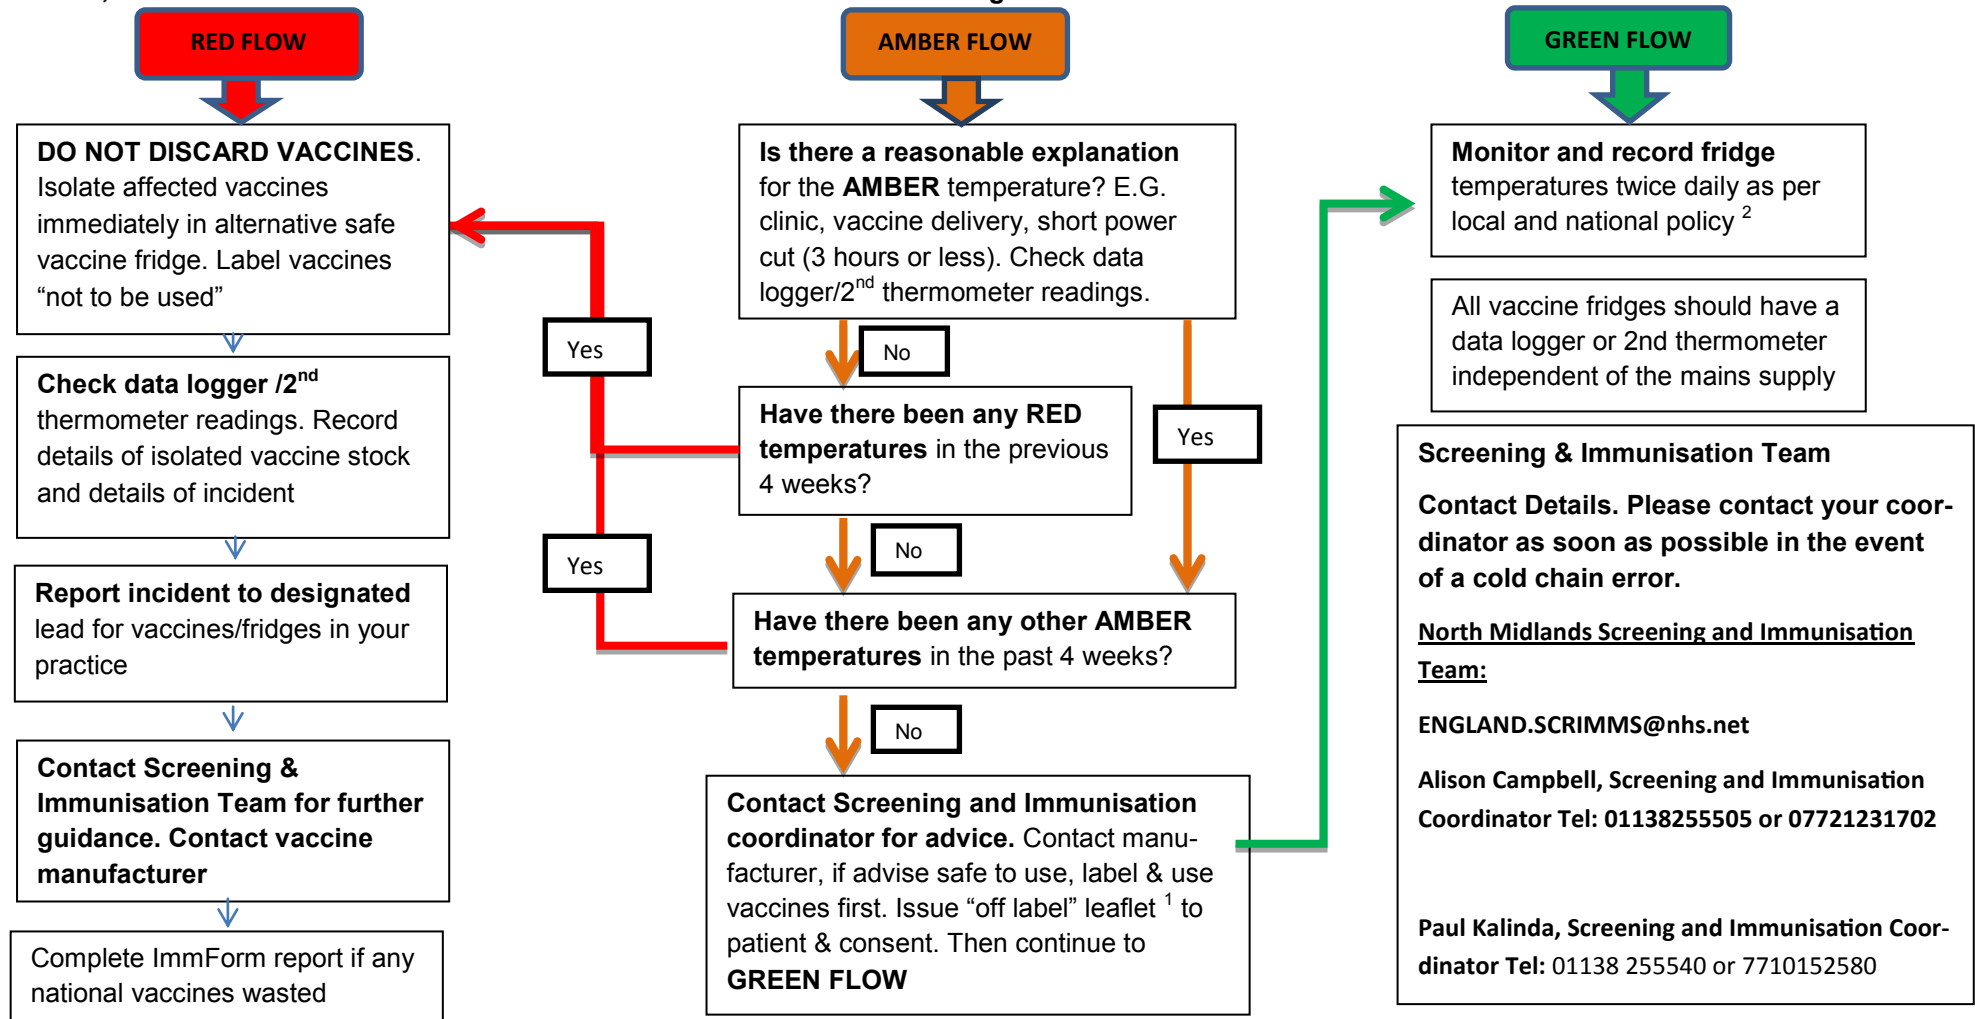 RED FLOW
DO NOT DISCARD VACCINES.
Isolate affected vaccines
immediately in alternative safe
vaccine fridge. Label vaccines
“not to be used”
Check data logger /2nd
thermometer readings. Record
details of isolated vaccine stock
and details of incident
Report incident to designated
lead for vaccines/fridges in your
practice
Contact Screening &
Immunisation Team for further
guidance. Contact vaccine
manufacturer
Complete ImmForm report if any
national vaccines wasted
Yes
Yes
AMBER FLOW
Is there a reasonable explanation
for the AMBER temperature? E.G.
clinic, vaccine delivery, short power
cut (3 hours or less). Check data
logger/2nd thermometer readings.
No
Yes
Have there been any RED
temperatures in the previous
4 weeks?
No
Have there been any other AMBER
temperatures in the past 4 weeks?
No
Contact Screening and Immunisation
coordinator for advice. Contact manu-
facturer, if advise safe to use, label & use
vaccines first. Issue “off label” leaflet 1 to
patient & consent. Then continue to
GREEN FLOW
GREEN FLOW
Monitor and record fridge
temperatures twice daily as per
local and national policy 2
All vaccine fridges should have a
data logger or 2nd thermometer
independent of the mains supply
Screening & Immunisation Team
Contact Details. Please contact your coor-
dinator as soon as possible in the event
of a cold chain error.
North Midlands Screening and Immunisation
Team:
ENGLAND.SCRIMMS@nhs.net
Alison Campbell, Screening and Immunisation
Coordinator Tel: 01138255505 or 07721231702
Paul Kalinda, Screening and Immunisation Coor-
dinator Tel: 01138 255540 or 7710152580